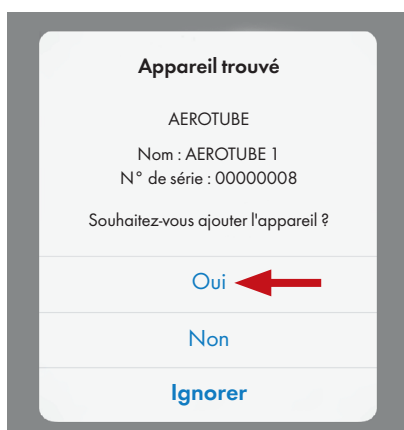 Appareil trouvé
AEROTUBE
Nom : AEROTUBE 1
N° de série : 00000008
Souhaitez-vous ajouter l'appareil ?
Oui
Non
Ignorer